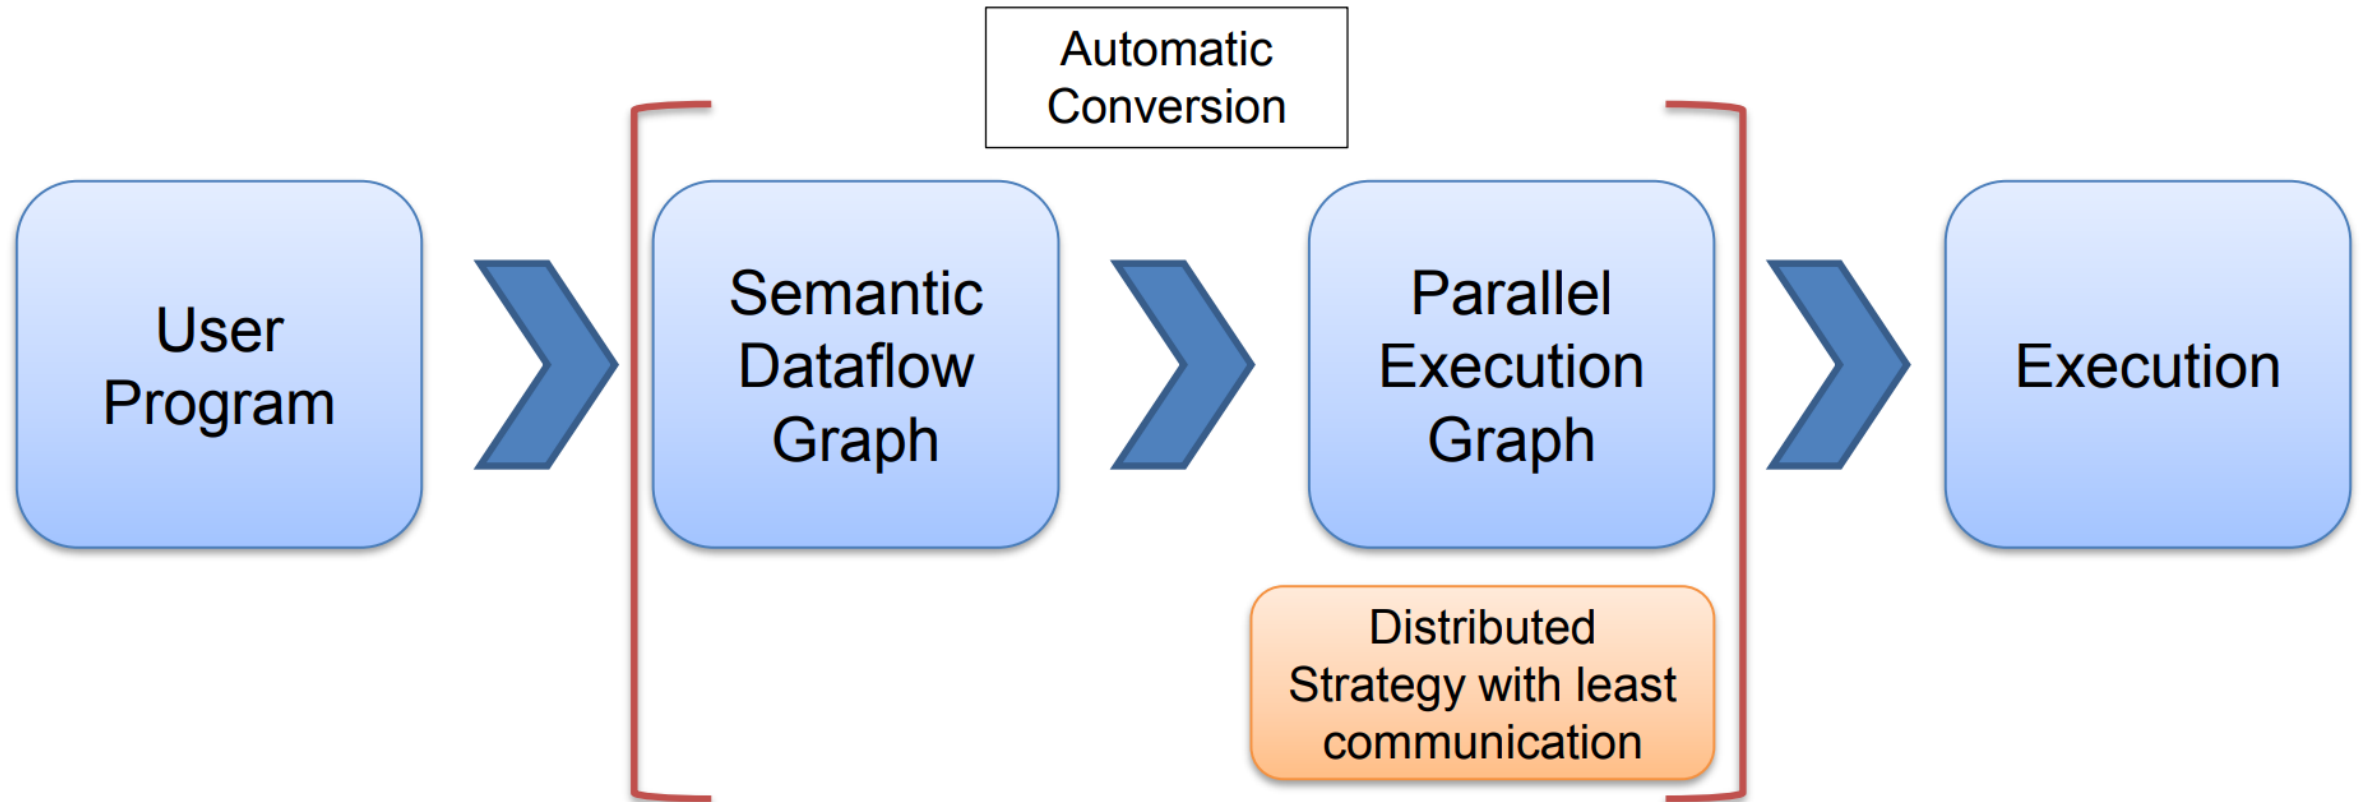 Automatic
Conversion
User
Program
Semantic
Dataflow
Graph
Parallel
Execution
Graph
Execution
Distributed
Strategy with least
communication